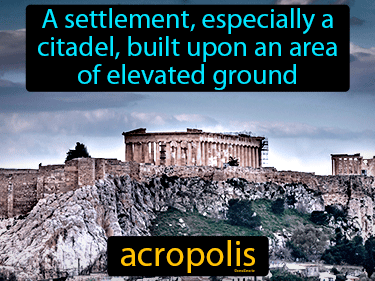 A settlement, especially a
citadel, built upon an area
of elevated ground
acropolis